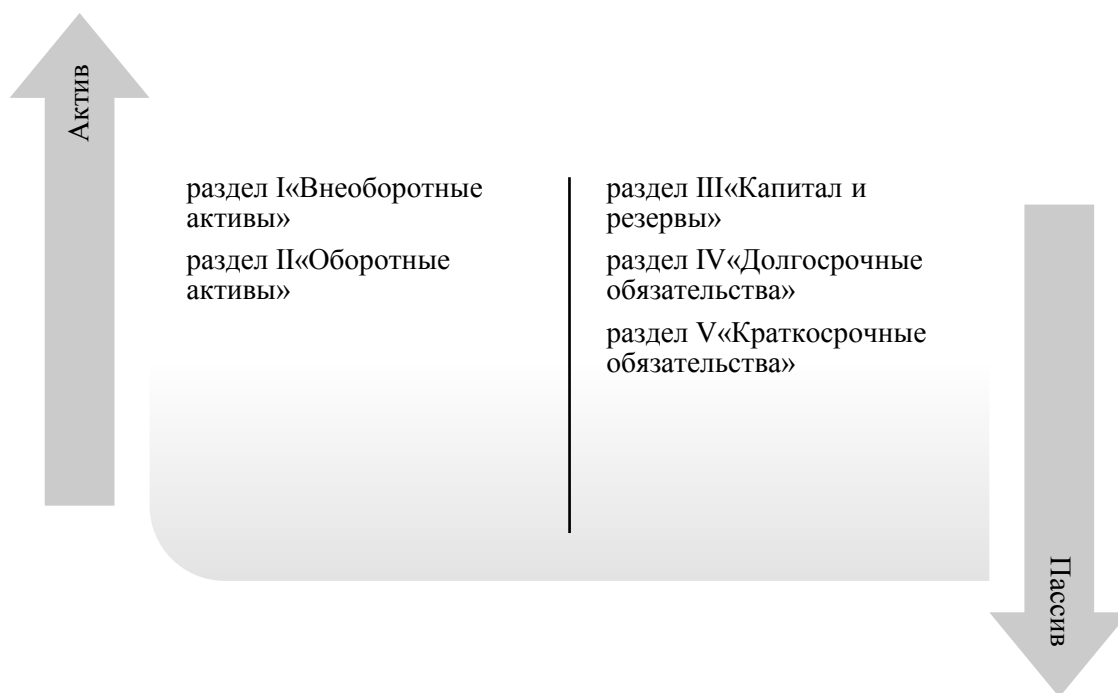 Актив
раздел I«Внеоборотные
активы»
раздел II«Оборотные
активы»
раздел III«Капитал и
резервы»
раздел IV«Долгосрочные
обязательства»
раздел V«Краткосрочные
обязательства»
Пассив